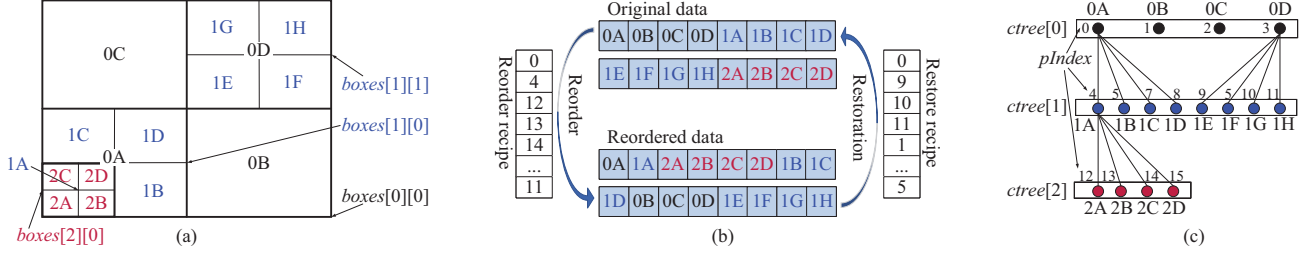 0C
1G
1H
0D
1E
1F
boxes[1][1]
1C
1D
0A
boxes[1][0]
1A
0B
2C
2D
1B
2A
2B
boxes[0][0]
boxes[2][0]
(a)
Original data
0A 0B 0C 0D 1A 1B 1C 1D
1E 1F 1G 1H 2A 2B 2C 2D
Reorder recipe
0
4
12
13
14
...
11
Reorder
Restoration
0
9
10
11
1
...
5
Restore recipe
Reordered data
0A 1A 2A 2B 2C 2D 1B 1C
1D 0B 0C 0D 1E 1F 1G 1H
(b)
0A 0B 0C 0D
ctree[0] 0 1 2 3
pIndex
4 5 7 8 9 5 10 11
ctree[1]
1A 1B 1C 1D 1E 1F 1G 1H
12 13 14 15
ctree[2]
2A 2B 2C 2D
(c)